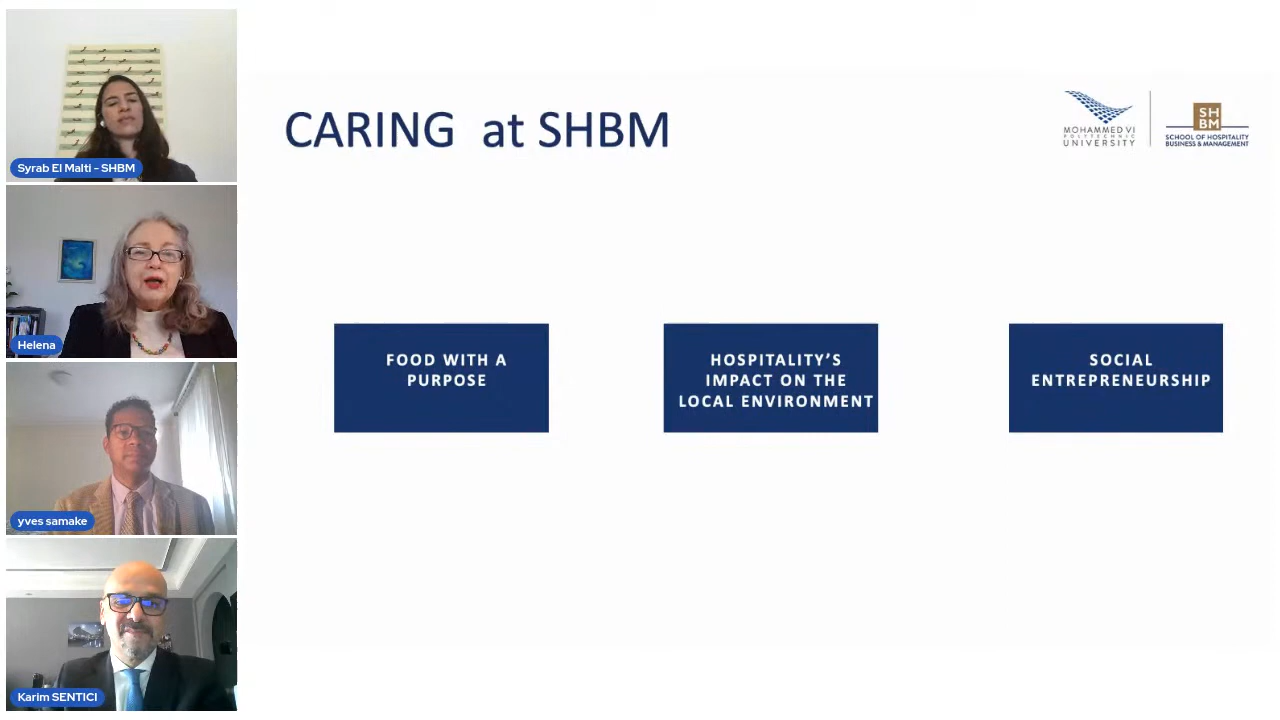 Syrab El Malti - SHBM
Helena
yves samake
Karim SENTICI
CARING at SHBM
MOHAMMED VI
POLYTECHNIC
UNIVERSITY
SH
BM
SCHOOL OF HOSPITALITY
BUSINESS & MANAGEMENT
FOOD WITH A
PURPOSE
HOSPITALITY’S
IMPACT ON THE
LOCAL ENVIRONMENT
SOCIAL
ENTREPRENEURSHIP